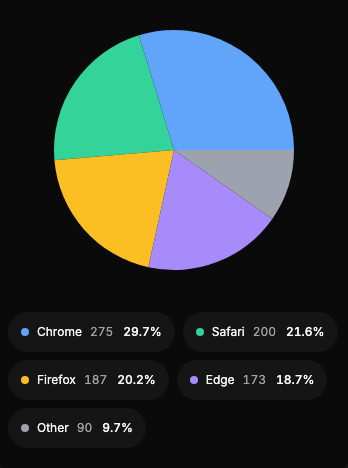 Chrome 275 29.7% Safari 200 21.6%
Firefox 187 20.2% Edge 173 18.7%
Other 90 9.7%